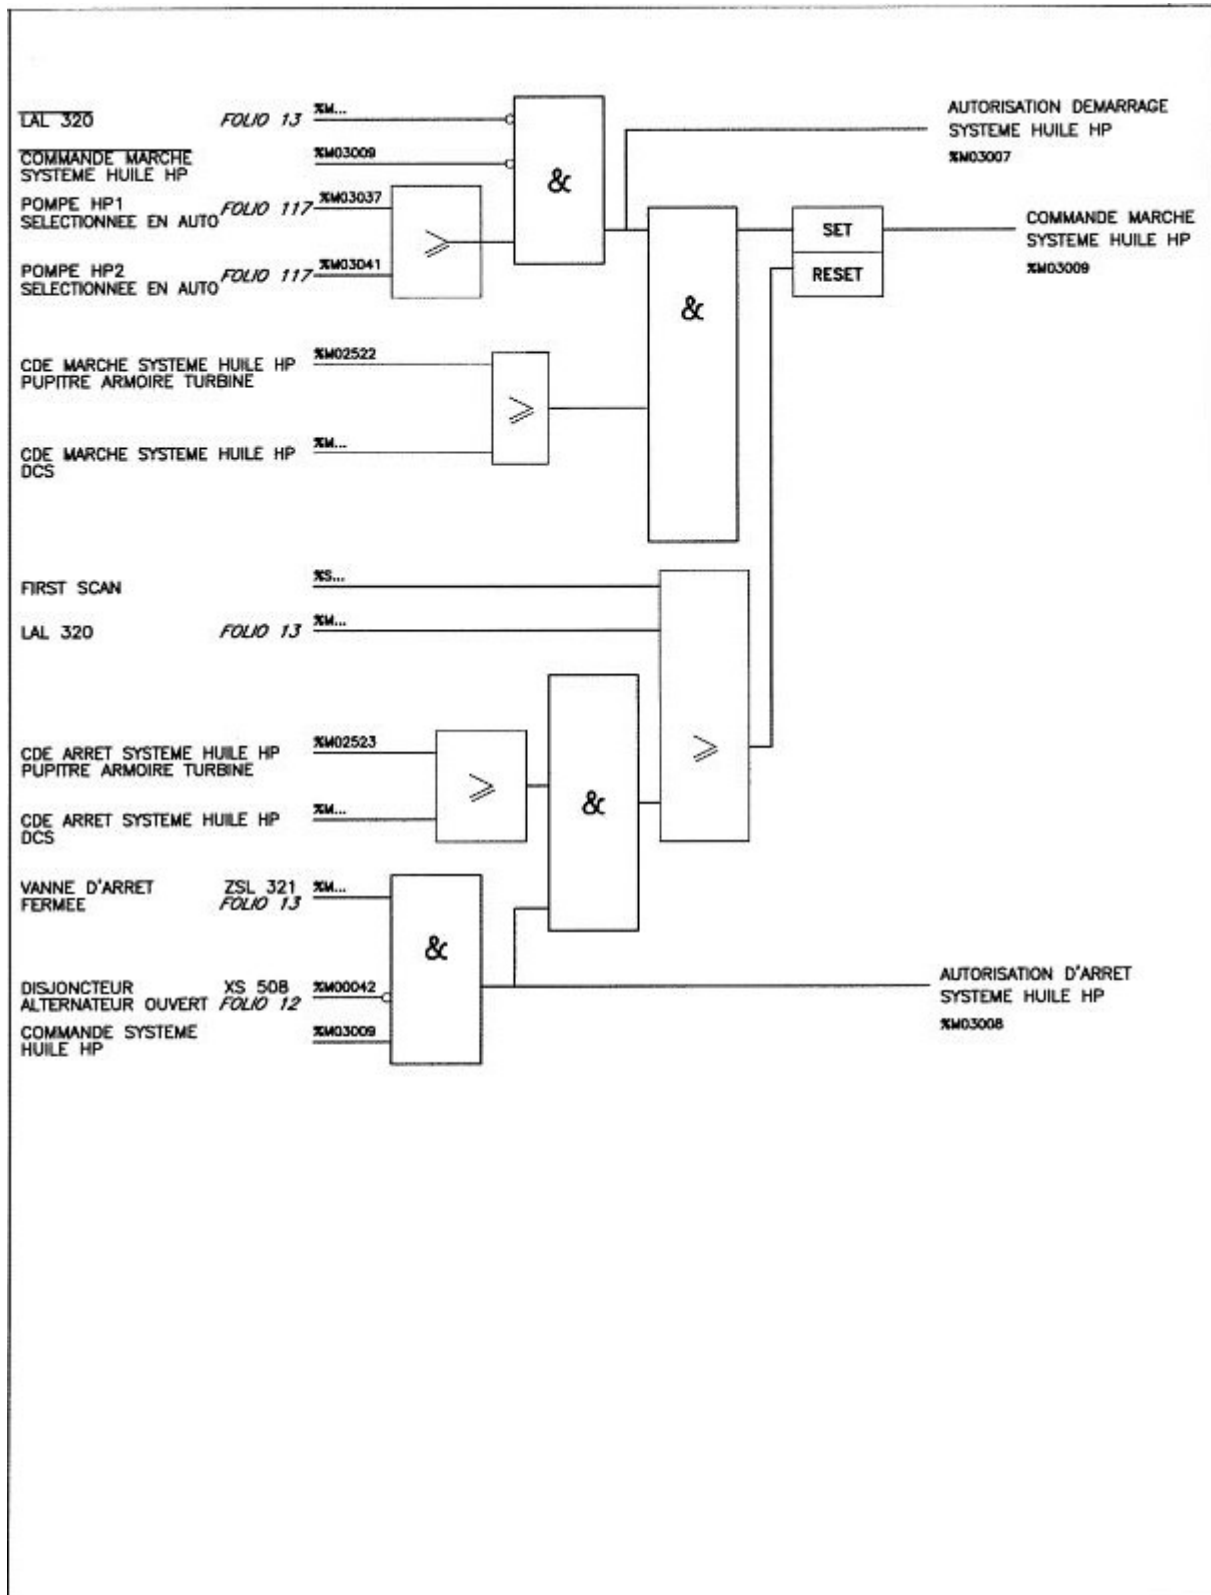 LAL 320 FOLIO 13 %M...
COMMANDE MARCHE %M03009
SYSTEME HUILE HP
POMPE HP1 FOLIO 117 %M03037
SELECTIONNEE EN AUTO
POMPE HP2 FOLIO 117 %M03041
SELECTIONNEE EN AUTO
&
≥
AUTORISATION DEMARRAGE
SYSTEME HUILE HP
%M03007
CDE MARCHE SYSTEME HUILE HP %M02522
PUPITRE ARMOIRE TURBINE
CDE MARCHE SYSTEME HUILE HP %M...
DCS
≥
&
SET
RESET
COMMANDE MARCHE
SYSTEME HUILE HP
%M03009
FIRST SCAN %S...
LAL 320 FOLIO 13 %M...
CDE ARRET SYSTEME HUILE HP %M02523
PUPITRE ARMOIRE TURBINE
CDE ARRET SYSTEME HUILE HP %M...
DCS
≥
&
≥
VANNE D'ARRET ZSL 321 %M...
FERMEE FOLIO 13
DISJONCTEUR XS 508 %M00042
ALTERNATEUR OUVERT FOLIO 12
COMMANDE SYSTEME %M03009
HUILE HP
&
AUTORISATION D'ARRET
SYSTEME HUILE HP
%M03008